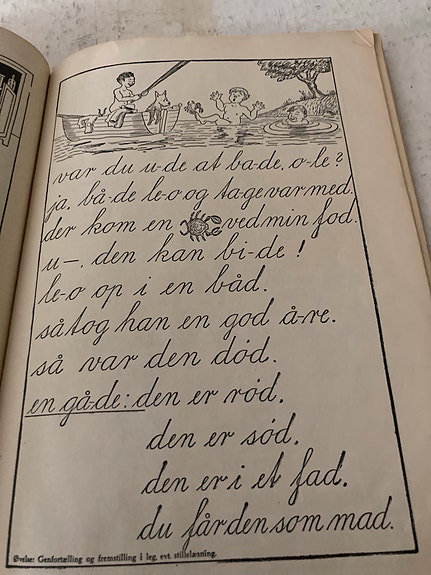 var du u-de at ba-de, o-le?
ja, bå-de le-o og ta-ge var med.
der kom en ved min fod.
u—, den kan bi-de!
le-o op i en båd.
så tog han en god å-re.
så var den død.
en gå-de: den er rød.
den er sød.
den er i et fad.
du får den som mad.
Øvelse: Genfortælling og fremstilling i leg, evt. stillelæsning.